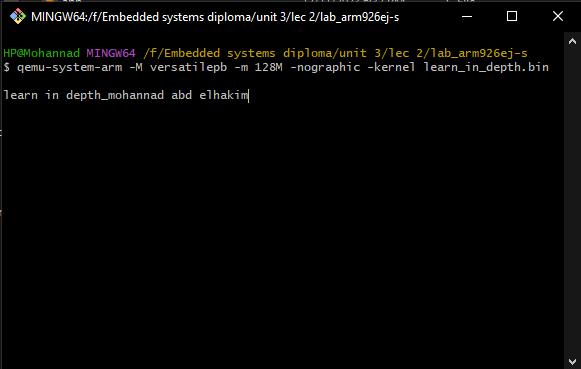 MINGW64:/f/Embedded systems diploma/unit 3/lec 2/lab_arm926ej-s
HP@Mohannad MINGW64 /f/Embedded systems diploma/unit 3/lec 2/lab_arm926ej-s
$ qemu-system-arm -M versatilepb -m 128M -nographic -kernel learn_in_depth.bin
learn in depth_mohannad abd elhakim